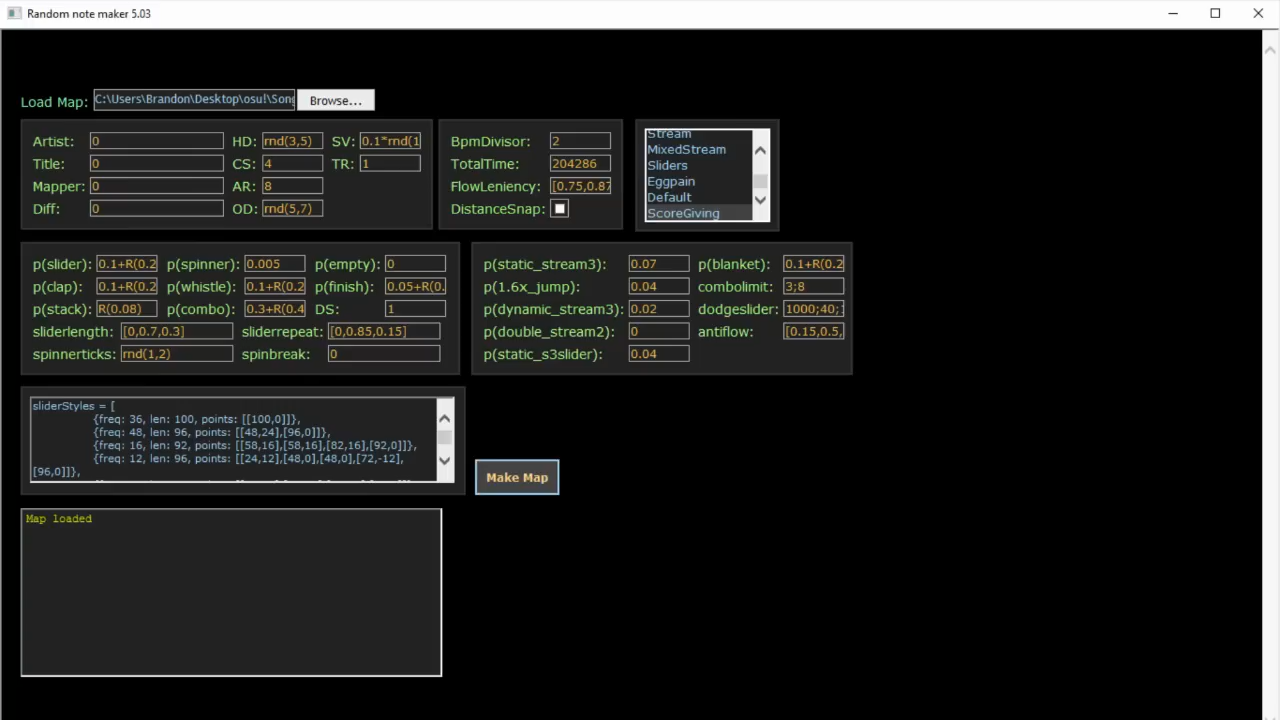 Random note maker 5.03
Load Map: C:\Users\Brandon\Desktop\osu!\Song Browse...
Artist: 0 HD: rnd(3,5) SV: 0.1*rnd(1
Title: 0 CS: 4 TR: 1
Mapper: 0 AR: 8
Diff: 0 OD: rnd(5,7)
BpmDivisor: 2
TotalTime: 204286
FlowLeniency: [0.75,0.87
DistanceSnap:
Stream
MixedStream
Sliders
Eggpain
Default
ScoreGiving
p(slider): 0.1+R(0.2 p(spinner): 0.005 p(empty): 0
p(clap): 0.1+R(0.2 p(whistle): 0.1+R(0.2 p(finish): 0.05+R(0.
p(stack): R(0.08) p(combo): 0.3+R(0.4 DS: 1
sliderlength: [0,0.7,0.3] sliderrepeat: [0,0.85,0.15]
spinnerticks: rnd(1,2) spinbreak: 0
p(static_stream3): 0.07 p(blanket): 0.1+R(0.2
p(1.6x_jump): 0.04 combolimit: 3;8
p(dynamic_stream3): 0.02 dodgeslider: 1000;40;
p(double_stream2): 0 antiflow: [0.15,0.5,
p(static_s3slider): 0.04
sliderStyles = [
{freq: 36, len: 100, points: [[100,0]]},
{freq: 48, len: 96, points: [[48,24],[96,0]]},
{freq: 16, len: 92, points: [[58,16],[58,16],[82,16],[92,0]]},
{freq: 12, len: 96, points: [[24,12],[48,0],[48,0],[72,-12],
[96,0]]},
Make Map
Map loaded